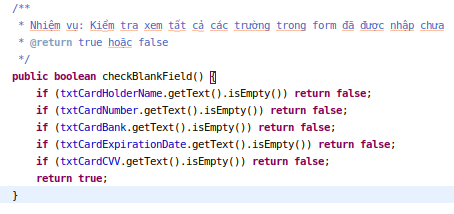 /**
* Nhiệm vụ: Kiểm tra xem tất cả các trường trong form đã được nhập chưa
* @return true hoặc false
*/
public boolean checkBlankField() {
if (txtCardHolderName.getText().isEmpty()) return false;
if (txtCardNumber.getText().isEmpty()) return false;
if (txtCardBank.getText().isEmpty()) return false;
if (txtCardExpirationDate.getText().isEmpty()) return false;
if (txtCardCVV.getText().isEmpty()) return false;
return true;
}